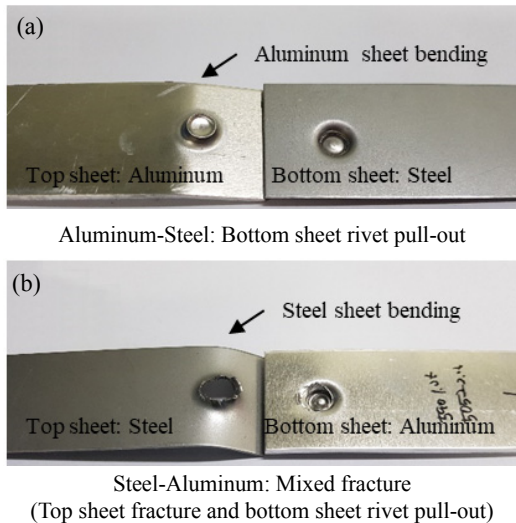 (a)
Aluminum sheet bending
Top sheet: Aluminum
Bottom sheet: Steel
Aluminum-Steel: Bottom sheet rivet pull-out
(b)
Steel sheet bending
Top sheet: Steel
Bottom sheet: Aluminum
Steel-Aluminum: Mixed fracture
(Top sheet fracture and bottom sheet rivet pull-out)